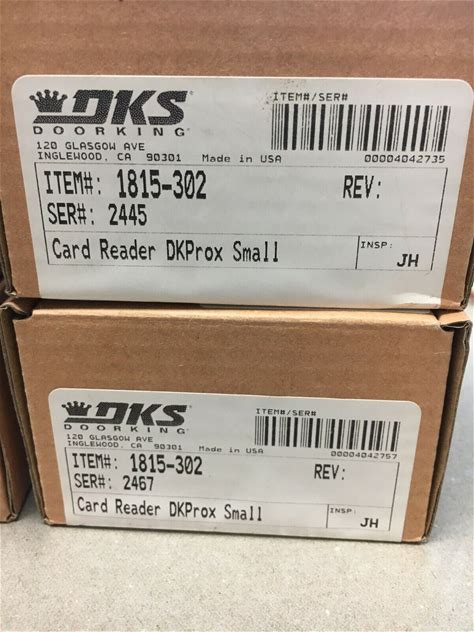 DKS ITEM#/SER#
DOORKING
120 GLASGOW AVE
INGLEWOOD, CA 90301 Made in USA 00004042735
ITEM#: 1815-302 REV:
SER#: 2445
Card Reader DKProx Small INSP: JH
DKS ITEM#/SER#
DOORKING
120 GLASGOW AVE
INGLEWOOD, CA 90301 Made in USA 00004042757
ITEM#: 1815-302 REV:
SER#: 2467
Card Reader DKProx Small INSP: JH